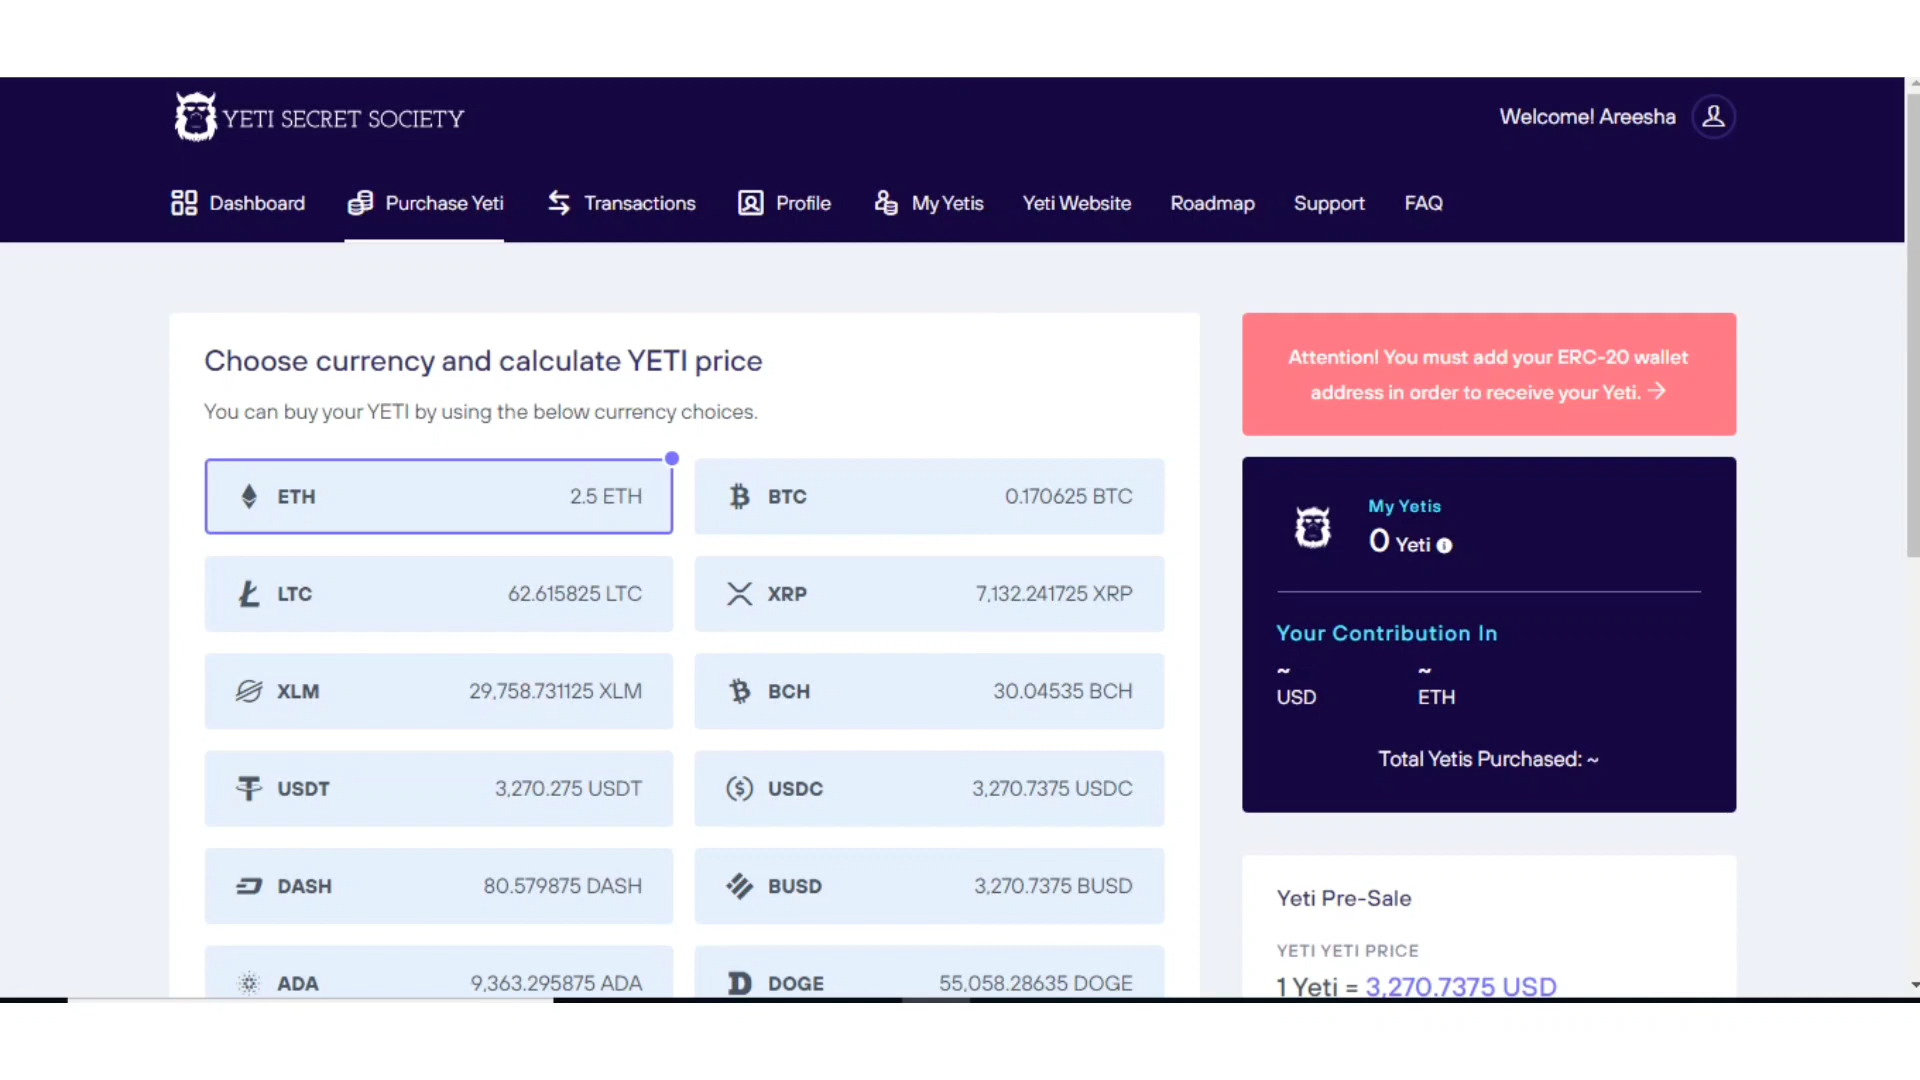 YETI SECRET SOCIETY
Welcome! Areesha
Dashboard
Purchase Yeti
Transactions
Profile
My Yetis
Yeti Website
Roadmap
Support
FAQ
Choose currency and calculate YETI price
You can buy your YETI by using the below currency choices.
ETH 2.5 ETH
BTC 0.170625 BTC
LTC 62.615825 LTC
XRP 7,132.241725 XRP
XLM 29,758.731125 XLM
BCH 30.04535 BCH
USDT 3,270.275 USDT
USDC 3,270.7375 USDC
DASH 80.579875 DASH
BUSD 3,270.7375 BUSD
ADA 9,363.295875 ADA
DOGE 55,058.28635 DOGE
Attention! You must add your ERC-20 wallet
address in order to receive your Yeti. →
My Yetis
0 Yeti
Your Contribution In
~ ~
USD ETH
Total Yetis Purchased: ~
Yeti Pre-Sale
YETI YETI PRICE
1 Yeti = 3,270.7375 USD